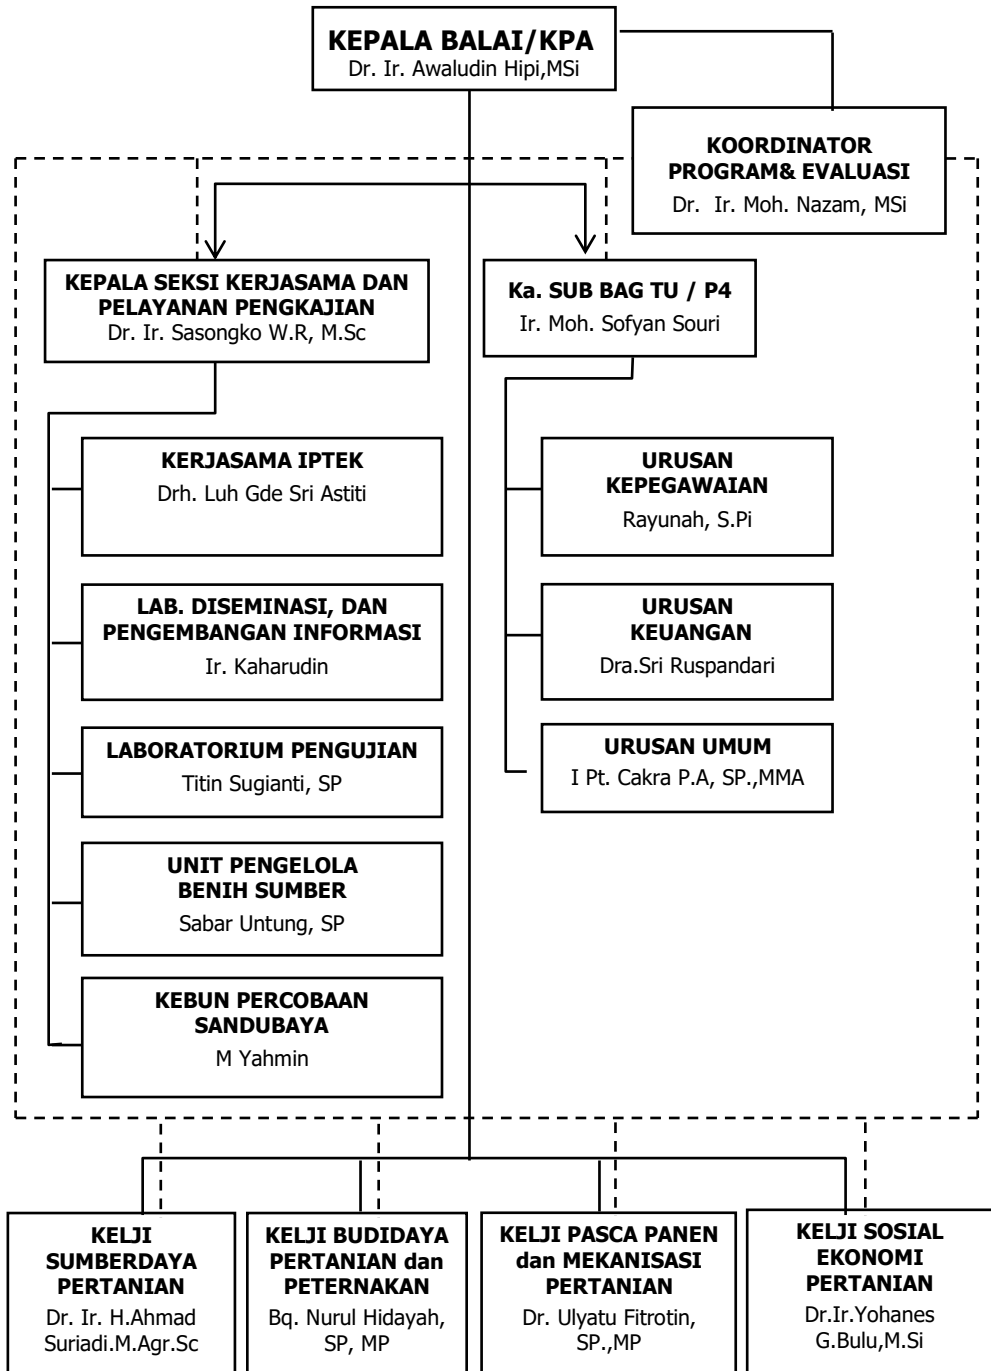 KEPALA BALAI/KPA
Dr. Ir. Awaludin Hipi,MSi
KOORDINATOR
PROGRAM& EVALUASI
Dr. Ir. Moh. Nazam, MSi
KEPALA SEKSI KERJASAMA DAN
PELAYANAN PENGKAJIAN
Dr. Ir. Sasongko W.R, M.Sc
Ka. SUB BAG TU / P4
Ir. Moh. Sofyan Souri
KERJASAMA IPTEK
Drh. Luh Gde Sri Astiti
LAB. DISEMINASI, DAN
PENGEMBANGAN INFORMASI
Ir. Kaharudin
LABORATORIUM PENGUJIAN
Titin Sugianti, SP
UNIT PENGELOLA
BENIH SUMBER
Sabar Untung, SP
KEBUN PERCOBAAN
SANDUBAYA
M Yahmin
URUSAN
KEPEGAWAIAN
Rayunah, S.Pi
URUSAN
KEUANGAN
Dra.Sri Ruspandari
URUSAN UMUM
I Pt. Cakra P.A, SP.,MMA
KELJI
SUMBERDAYA
PERTANIAN
Dr. Ir. H.Ahmad
Suriadi.M.Agr.Sc
KELJI BUDIDAYA
PERTANIAN dan
PETERNAKAN
Bq. Nurul Hidayah,
SP, MP
KELJI PASCA PANEN
dan MEKANISASI
PERTANIAN
Dr. Ulyatu Fitrotin,
SP.,MP
KELJI SOSIAL
EKONOMI
PERTANIAN
Dr.Ir.Yohanes
G.Bulu,M.Si